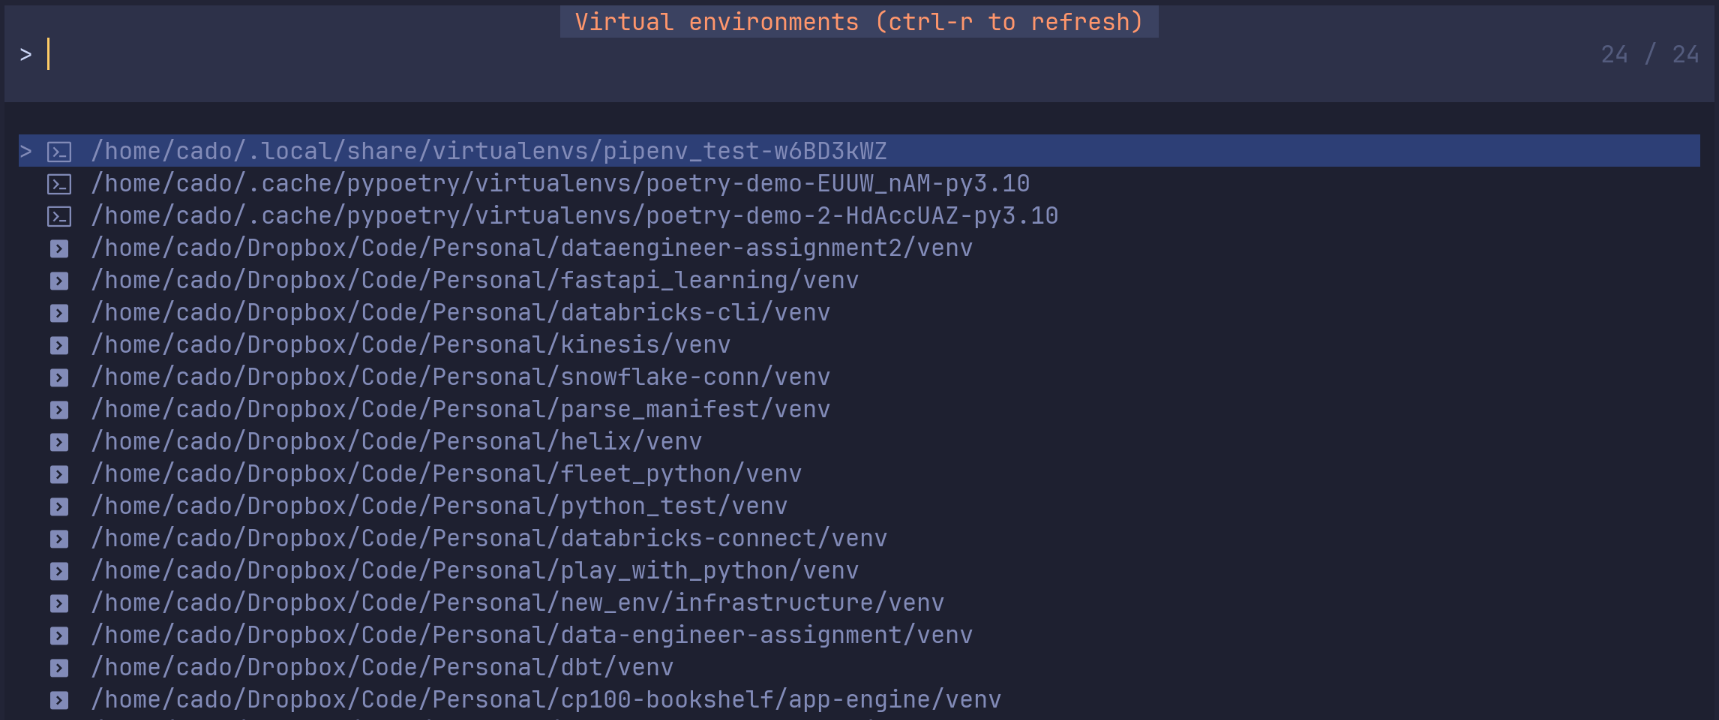 Virtual environments (ctrl-r to refresh)
>
24 / 24
> /home/cado/.local/share/virtualenvs/pipenv_test-w6BD3kWZ
/home/cado/.cache/pypoetry/virtualenvs/poetry-demo-EUUW_nAM-py3.10
/home/cado/.cache/pypoetry/virtualenvs/poetry-demo-2-HdAccUAZ-py3.10
/home/cado/Dropbox/Code/Personal/dataengineer-assignment2/venv
/home/cado/Dropbox/Code/Personal/fastapi_learning/venv
/home/cado/Dropbox/Code/Personal/databricks-cli/venv
/home/cado/Dropbox/Code/Personal/kinesis/venv
/home/cado/Dropbox/Code/Personal/snowflake-conn/venv
/home/cado/Dropbox/Code/Personal/parse_manifest/venv
/home/cado/Dropbox/Code/Personal/helix/venv
/home/cado/Dropbox/Code/Personal/fleet_python/venv
/home/cado/Dropbox/Code/Personal/python_test/venv
/home/cado/Dropbox/Code/Personal/databricks-connect/venv
/home/cado/Dropbox/Code/Personal/play_with_python/venv
/home/cado/Dropbox/Code/Personal/new_env/infrastructure/venv
/home/cado/Dropbox/Code/Personal/data-engineer-assignment/venv
/home/cado/Dropbox/Code/Personal/dbt/venv
/home/cado/Dropbox/Code/Personal/cp100-bookshelf/app-engine/venv